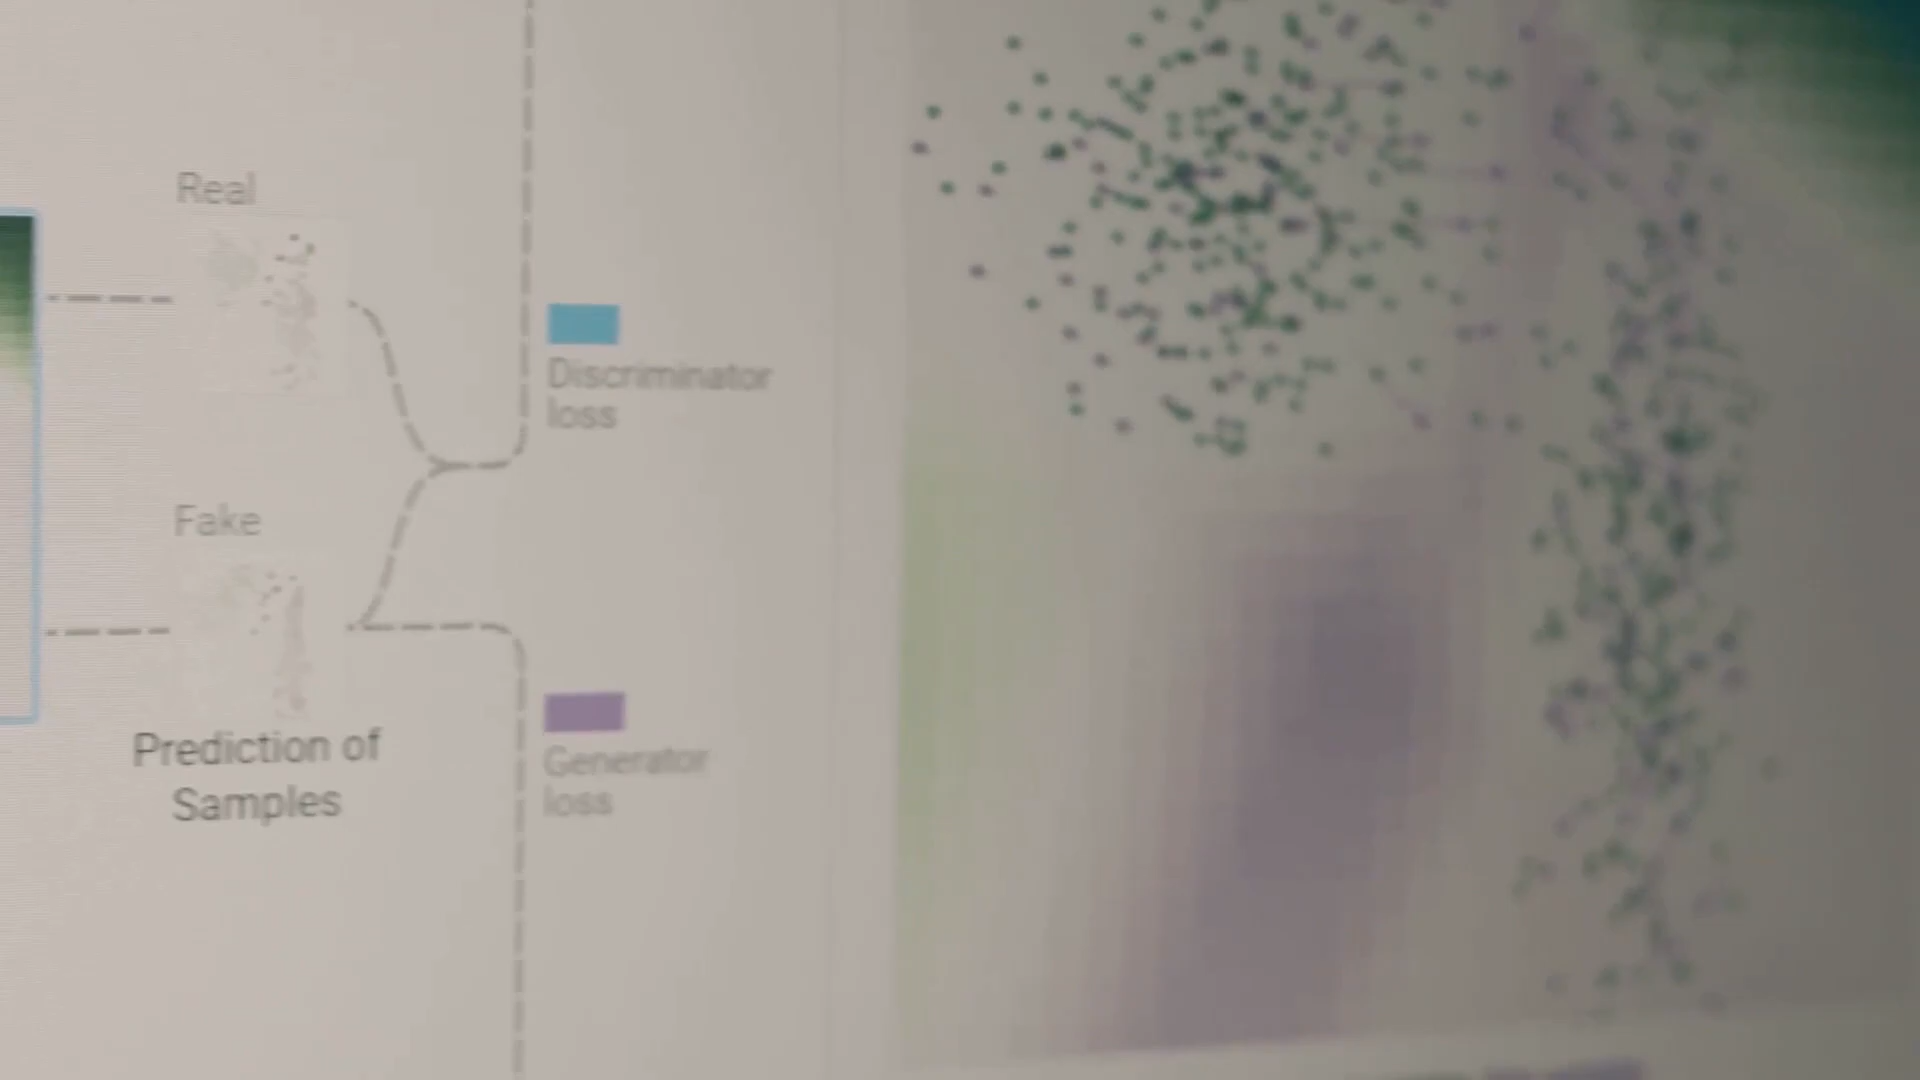 Real
Discriminator
loss
Fake
Prediction of
Samples
Generator
loss